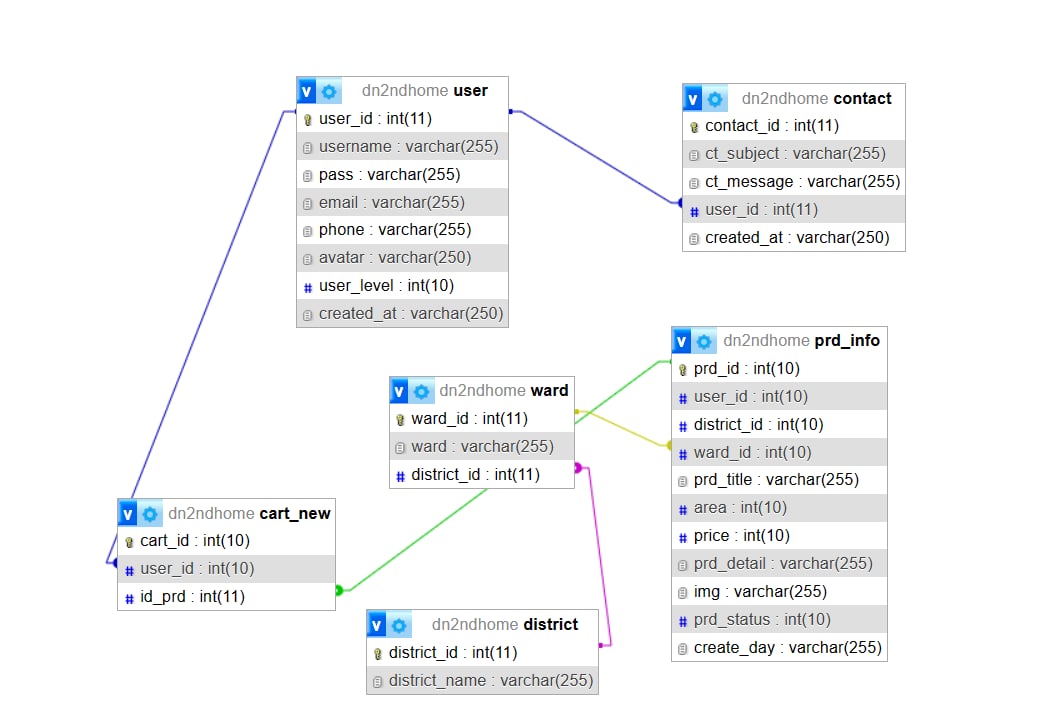 v dn2ndhome user
user_id : int(11)
username : varchar(255)
pass : varchar(255)
email : varchar(255)
phone : varchar(255)
avatar : varchar(250)
# user_level : int(10)
created_at : varchar(250)
v dn2ndhome contact
contact_id : int(11)
ct_subject : varchar(255)
ct_message : varchar(255)
# user_id : int(11)
created_at : varchar(250)
v dn2ndhome prd_info
prd_id : int(10)
# user_id : int(10)
# district_id : int(10)
# ward_id : int(10)
prd_title : varchar(255)
# area : int(10)
# price : int(10)
prd_detail : varchar(255)
img : varchar(255)
# prd_status : int(10)
create_day : varchar(255)
v dn2ndhome ward
ward_id : int(11)
ward : varchar(255)
# district_id : int(11)
v dn2ndhome cart_new
cart_id : int(10)
# user_id : int(10)
# id_prd : int(11)
v dn2ndhome district
district_id : int(11)
district_name : varchar(255)